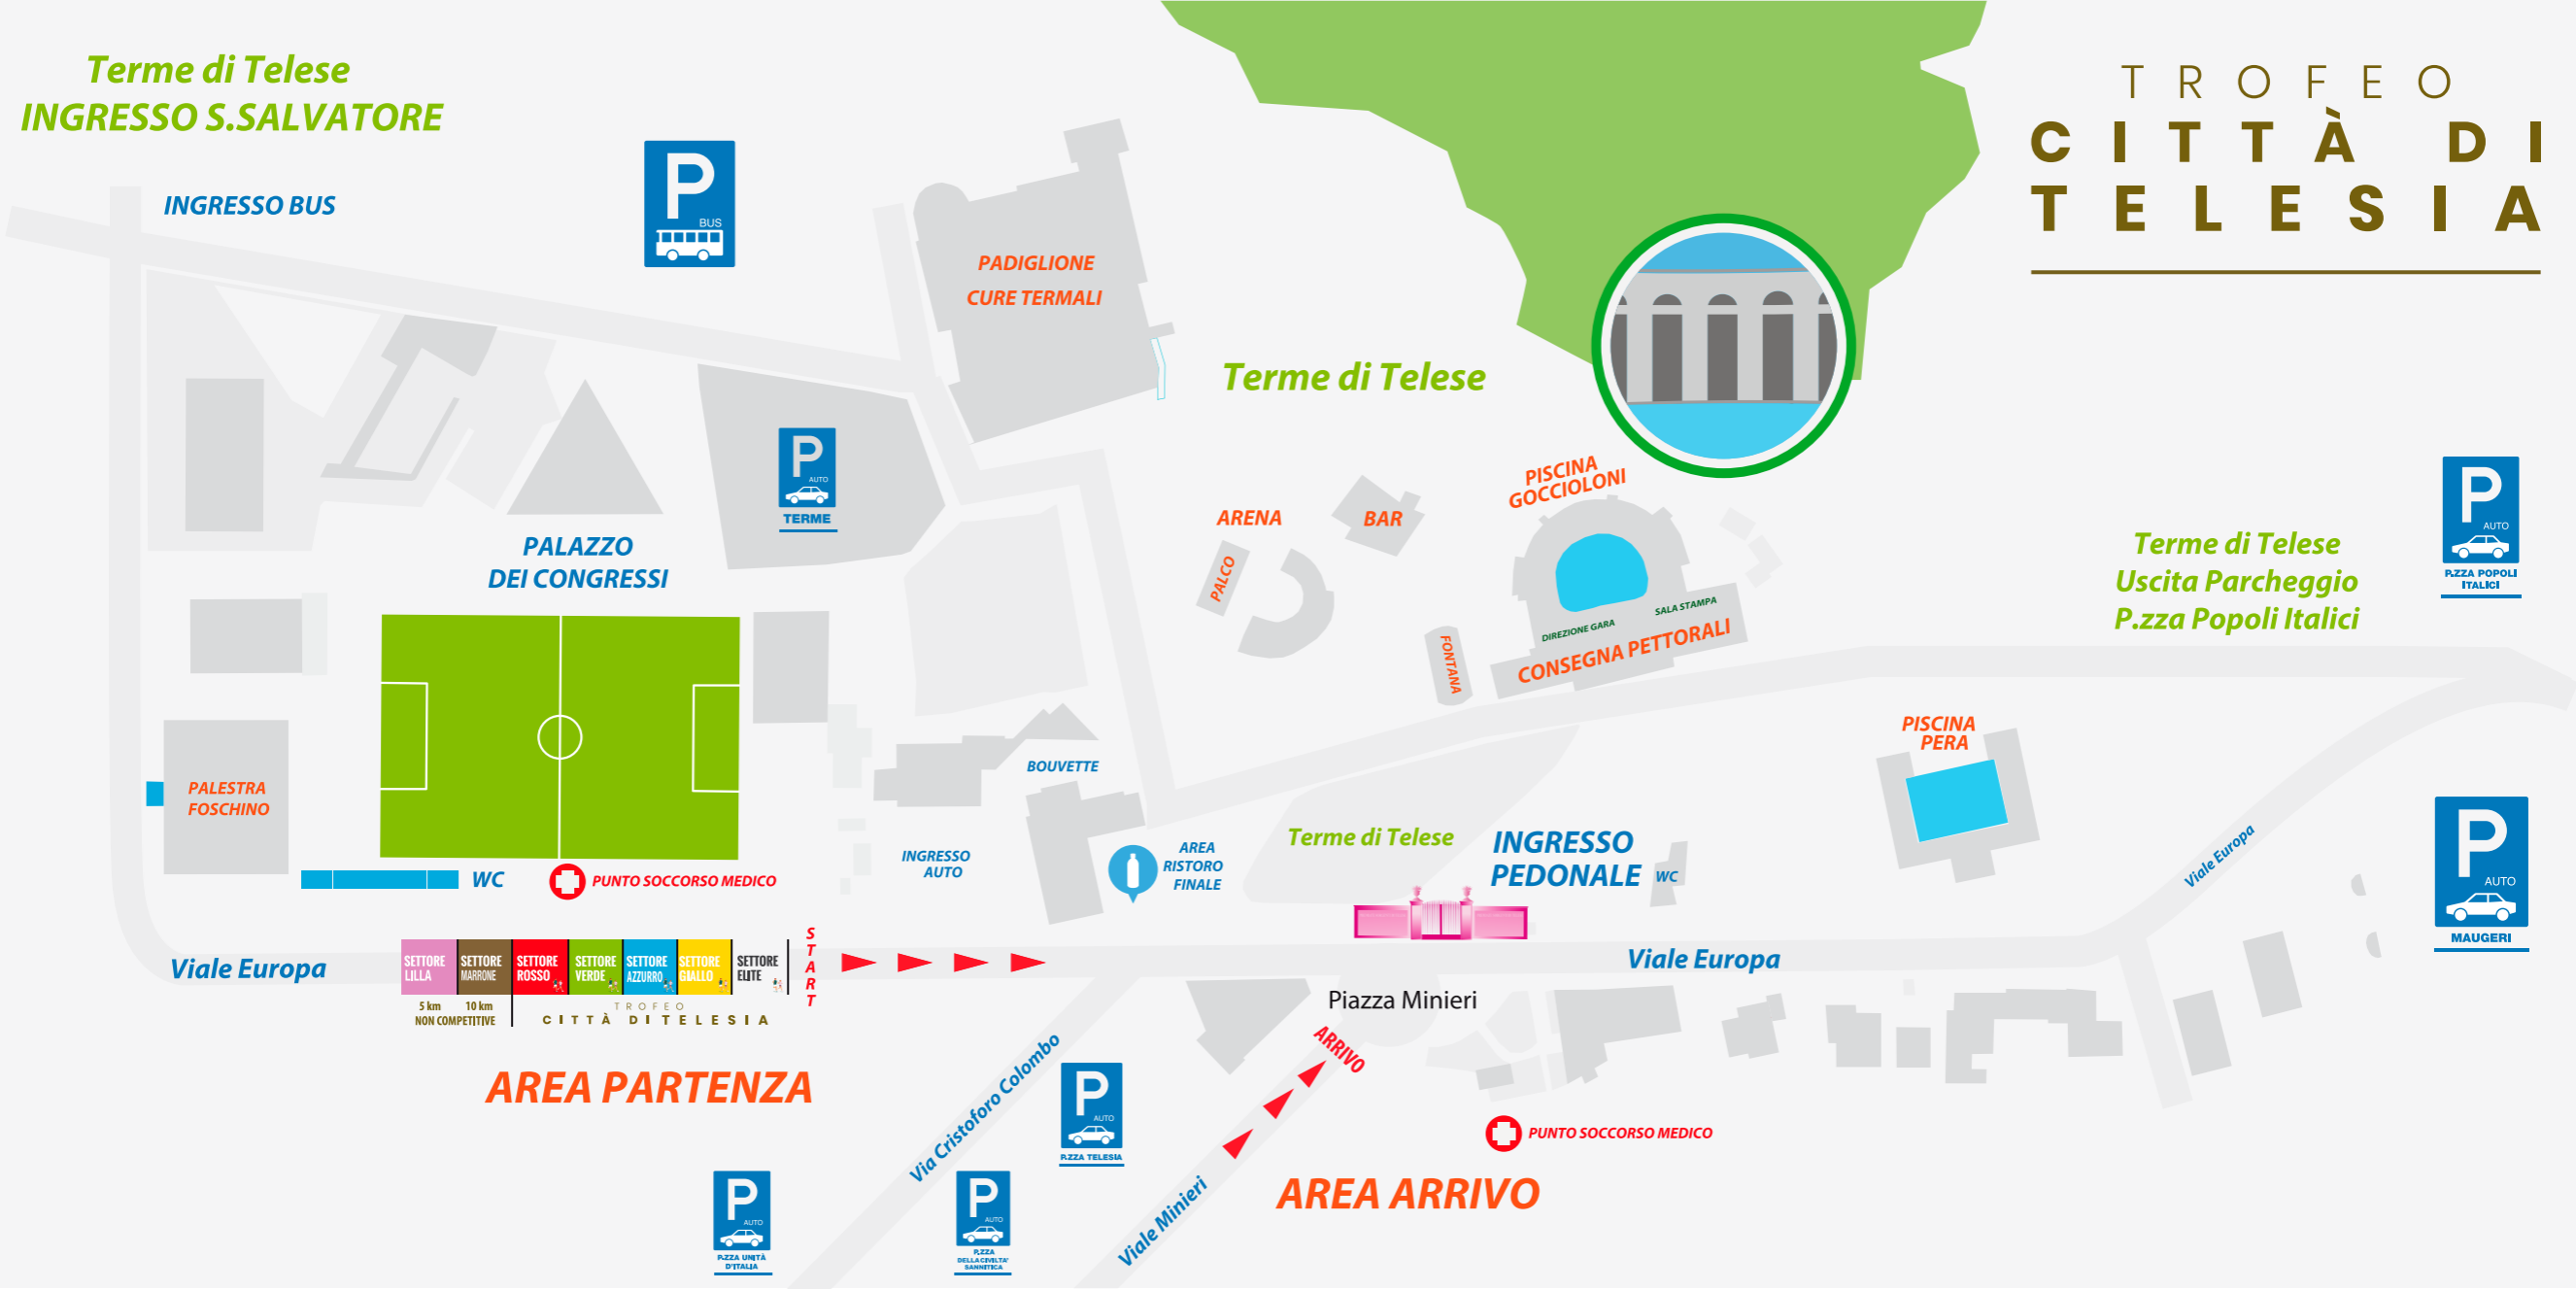 Terme di Telese
INGRESSO S.SALVATORE
INGRESSO BUS
P
BUS
TROFEO
CITTÀ DI
TELESIA
PADIGLIONE
CURE TERMALI
Terme di Telese
P
AUTO
TERME
PALAZZO
DEI CONGRESSI
ARENA
PALCO
BAR
PISCINA
GOCCIOLONI
FONTANA
DIREZIONE GARA
SALA STAMPA
CONSEGNA PETTORALI
Terme di Telese
Uscita Parcheggio
P.zza Popoli Italici
P
AUTO
P.ZZA POPOLI
ITALICI
PISCINA
PERA
PALESTRA
FOSCHINO
BOUVETTE
INGRESSO
AUTO
AREA
RISTORO
FINALE
Terme di Telese
INGRESSO
PEDONALE
WC
Viale Europa
P
AUTO
MAUGERI
WC
PUNTO SOCCORSO MEDICO
Viale Europa
SETTORE
LILLA
SETTORE
MARRONE
SETTORE
ROSSO
SETTORE
VERDE
SETTORE
AZZURRO
SETTORE
GIALLO
SETTORE
ELITE
START
5 km
10 km
NON COMPETITIVE
TROFEO
CITTÀ DI TELESIA
Viale Europa
Piazza Minieri
ARRIVO
AREA PARTENZA
Via Cristoforo Colombo
P
AUTO
P.ZZA TELESIA
PUNTO SOCCORSO MEDICO
AREA ARRIVO
Viale Minieri
P
AUTO
P.ZZA UNITÀ
D'ITALIA
P
AUTO
P.ZZA
DELLA CIVILTA'
SANNITICA